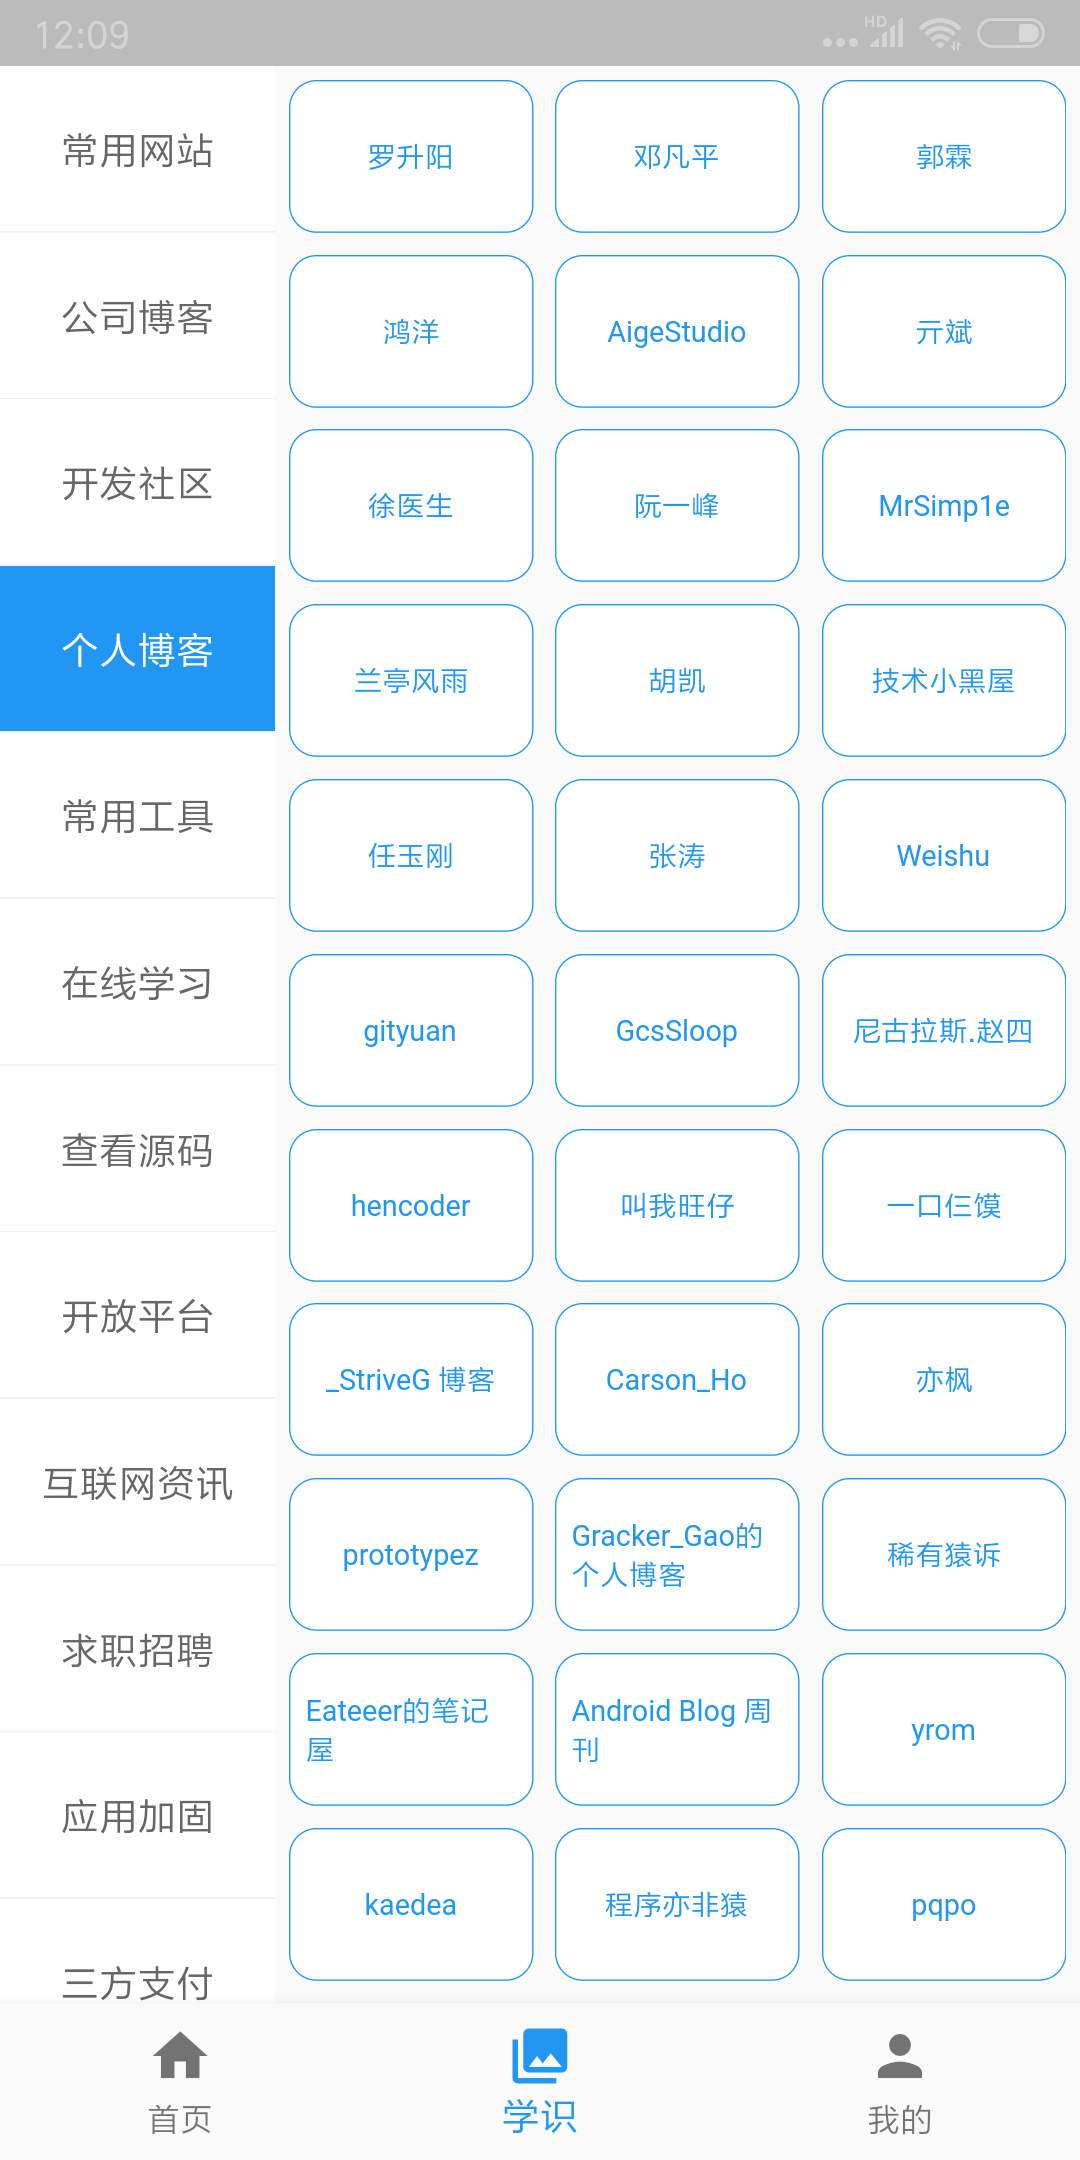 12:09
HD
常用网站
公司博客
开发社区
个人博客
常用工具
在线学习
查看源码
开放平台
互联网资讯
求职招聘
应用加固
三方支付
罗升阳
邓凡平
郭霖
鸿洋
AigeStudio
亓斌
徐医生
阮一峰
MrSimp1e
兰亭风雨
胡凯
技术小黑屋
任玉刚
张涛
Weishu
gityuan
GcsSloop
尼古拉斯.赵四
hencoder
叫我旺仔
一口仨馍
_StriveG 博客
Carson_Ho
亦枫
prototypez
Gracker_Gao的
个人博客
稀有猿诉
Eateeer的笔记
屋
Android Blog 周
刊
yrom
kaedea
程序亦非猿
pqpo
首页
学识
我的